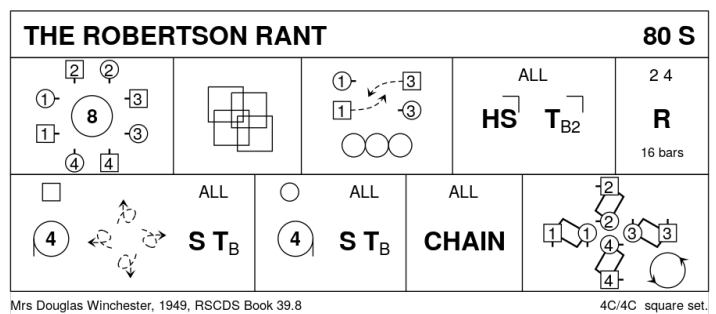 THE ROBERTSON RANT 80 S
2 2
1 3
8
1 3
4 4
1 3
1 3
ALL
HS T B2
2 4
R
16 bars
4
ALL
S T B
4
ALL
S T B
ALL
CHAIN
2
2
1 1 3 3
4
4
Mrs Douglas Winchester, 1949, RSCDS Book 39.8 4C/4C square set.